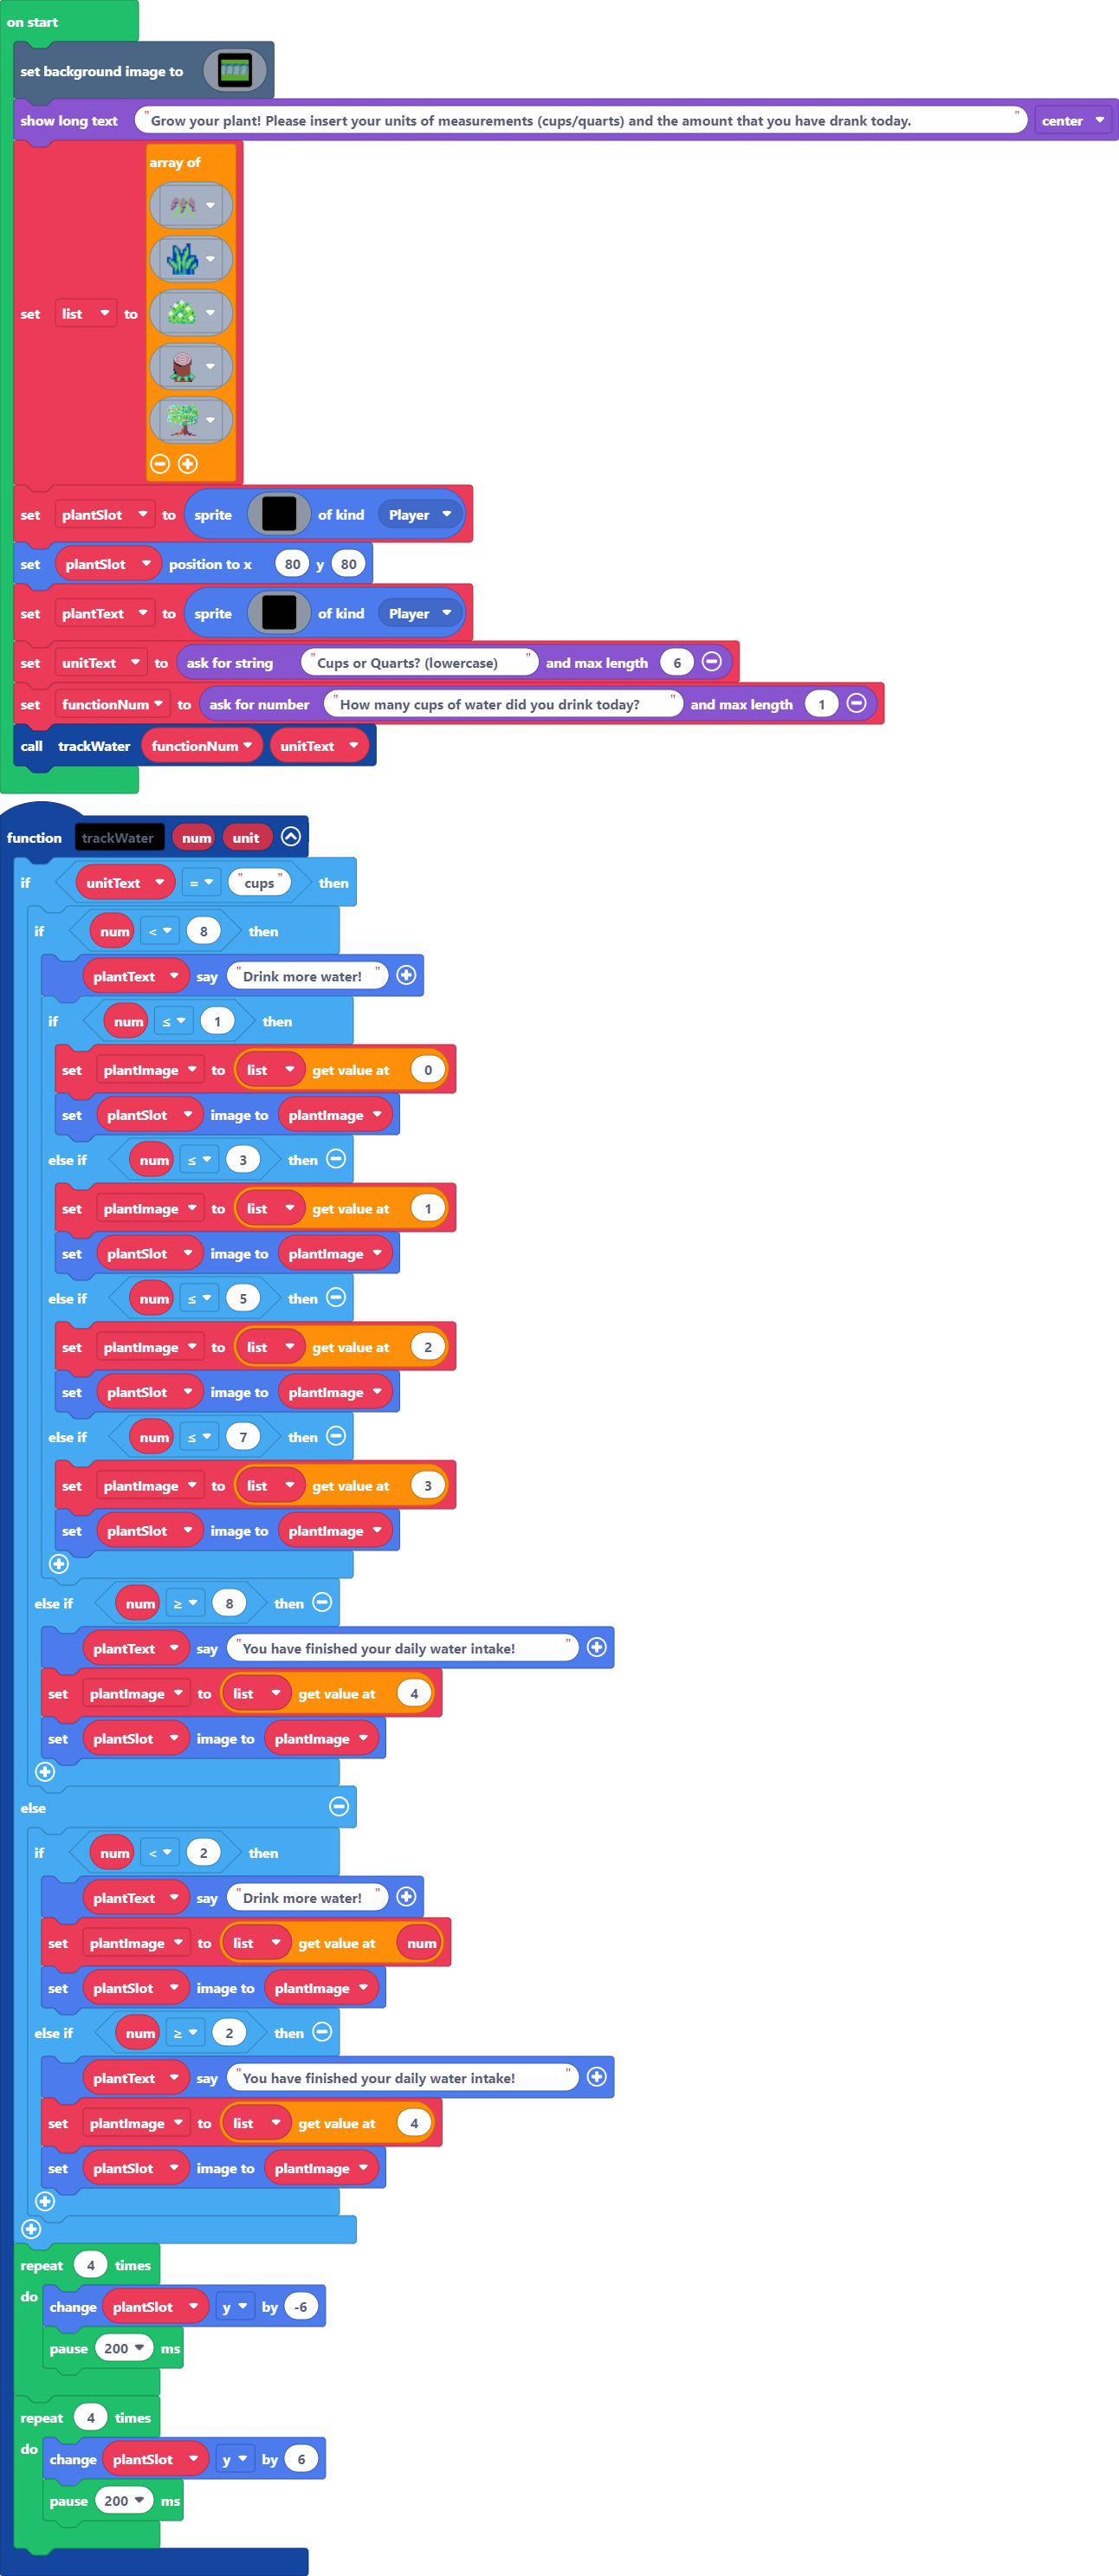 on start
set background image to
show long text "Grow your plant! Please insert your units of measurements (cups/quarts) and the amount that you have drank today." center
array of
set list to
set plantSlot to sprite of kind Player
set plantSlot position to x 80 y 80
set plantText to sprite of kind Player
set unitText to ask for string "Cups or Quarts? (lowercase)" and max length 6
set functionNum to ask for number "How many cups of water did you drink today?" and max length 1
call trackWater functionNum unitText
function trackWater num unit
if unitText = "cups" then
if num < 8 then
plantText say "Drink more water!"
if num ≤ 1 then
set plantImage to list get value at 0
set plantSlot image to plantImage
else if num ≤ 3 then
set plantImage to list get value at 1
set plantSlot image to plantImage
else if num ≤ 5 then
set plantImage to list get value at 2
set plantSlot image to plantImage
else if num ≤ 7 then
set plantImage to list get value at 3
set plantSlot image to plantImage
else if num ≥ 8 then
plantText say "You have finished your daily water intake!"
set plantImage to list get value at 4
set plantSlot image to plantImage
else
if num < 2 then
plantText say "Drink more water!"
set plantImage to list get value at num
set plantSlot image to plantImage
else if num ≥ 2 then
plantText say "You have finished your daily water intake!"
set plantImage to list get value at 4
set plantSlot image to plantImage
repeat 4 times
do change plantSlot y by -6
pause 200 ms
repeat 4 times
do change plantSlot y by 6
pause 200 ms